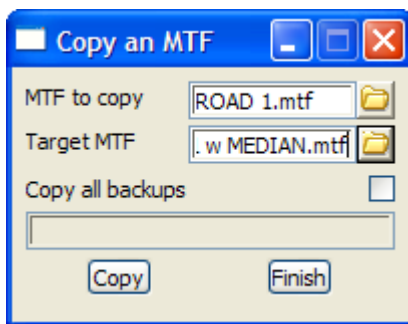 Copy an MTF
MTF to copy ROAD 1.mtf
Target MTF . w MEDIAN.mtf
Copy all backups
Copy Finish